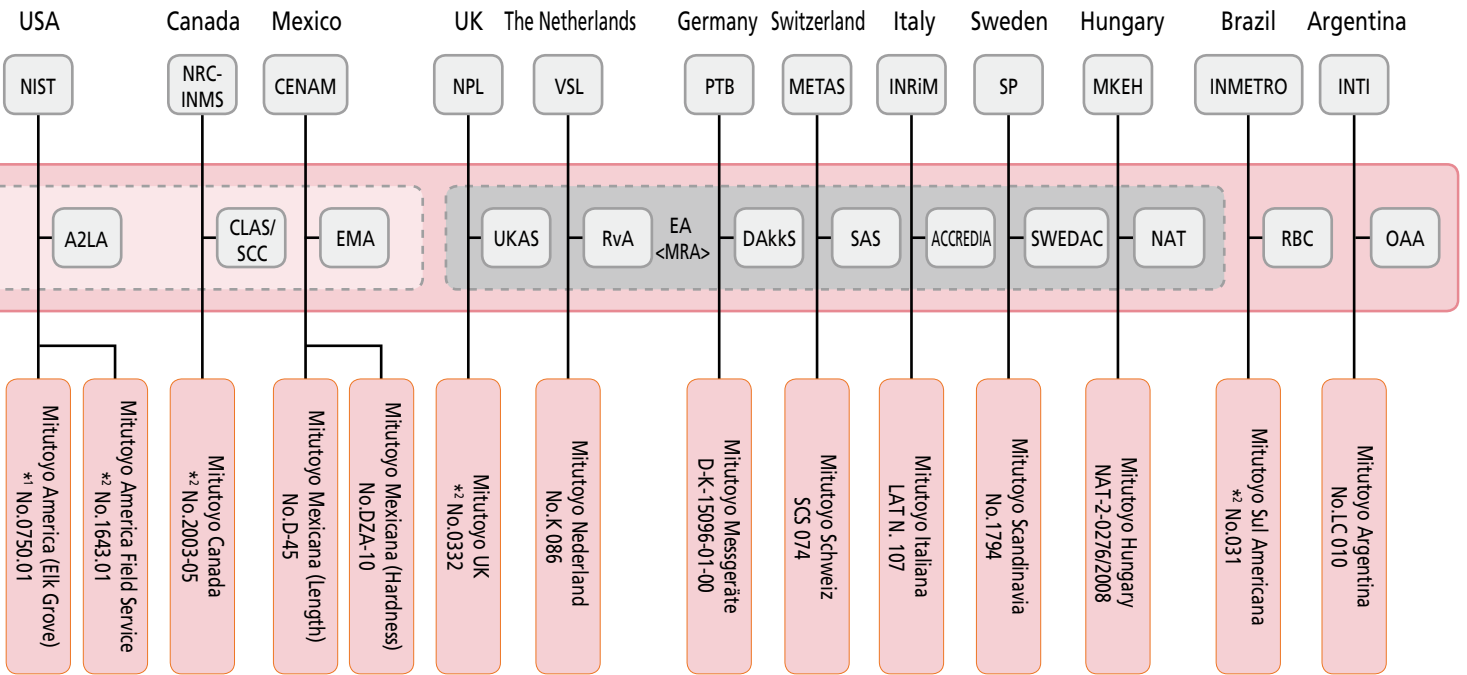 USA
Canada
Mexico
UK
The Netherlands
Germany
Switzerland
Italy
Sweden
Hungary
Brazil
Argentina
NIST
NRC-
INMS
CENAM
NPL
VSL
PTB
METAS
INRiM
SP
MKEH
INMETRO
INTI
A2LA
CLAS/
SCC
EMA
UKAS
RvA
EA
<MRA>
DAkkS
SAS
ACCREDIA
SWEDAC
NAT
RBC
OAA
Mitutoyo America (Elk Grove)
*1 No.0750.01
Mitutoyo America Field Service
*2 No.1643.01
Mitutoyo Canada
*2 No.2003-05
Mitutoyo Mexicana (Length)
No.D-45
Mitutoyo Mexicana (Hardness)
No.DZA-10
Mitutoyo UK
*2 No.0332
Mitutoyo Nederland
No.K 086
Mitutoyo Messgeräte
D-K-15096-01-00
Mitutoyo Schweiz
SCS 074
Mitutoyo Italiana
LAT N. 107
Mitutoyo Scandinavia
No.1794
Mitutoyo Hungary
NAT-2-0276/2008
Mitutoyo Sul Americana
*2 No.031
Mitutoyo Argentina
No.LC 010